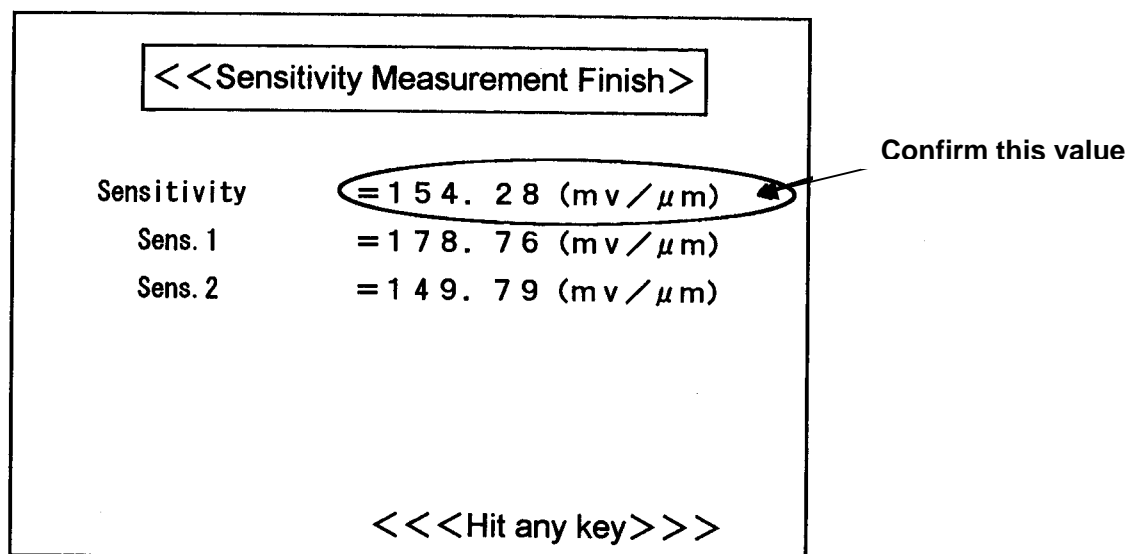 <<Sensitivity Measurement Finish>
Confirm this value
Sensitivity =154. 28 (mv/μm)
Sens. 1 =178. 76 (mv/μm)
Sens. 2 =149. 79 (mv/μm)
<<<Hit any key>>>